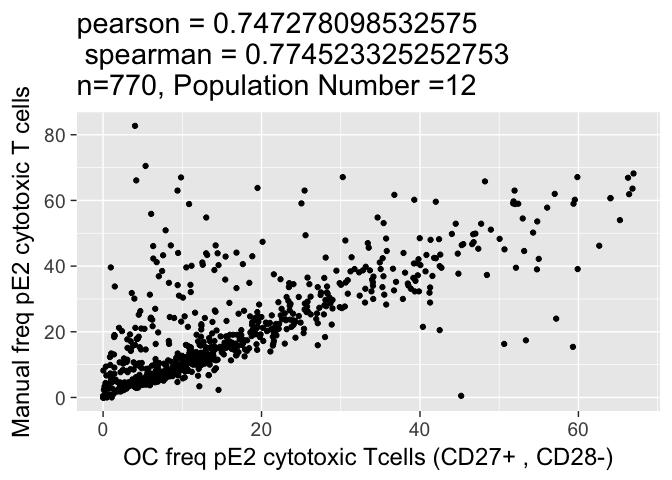 pearson = 0.747278098532575
spearman = 0.774523325252753
n=770, Population Number =12
Manual freq pE2 cytotoxic T cells
80
60
40
20
0
0 20 40 60
OC freq pE2 cytotoxic Tcells (CD27+ , CD28-)